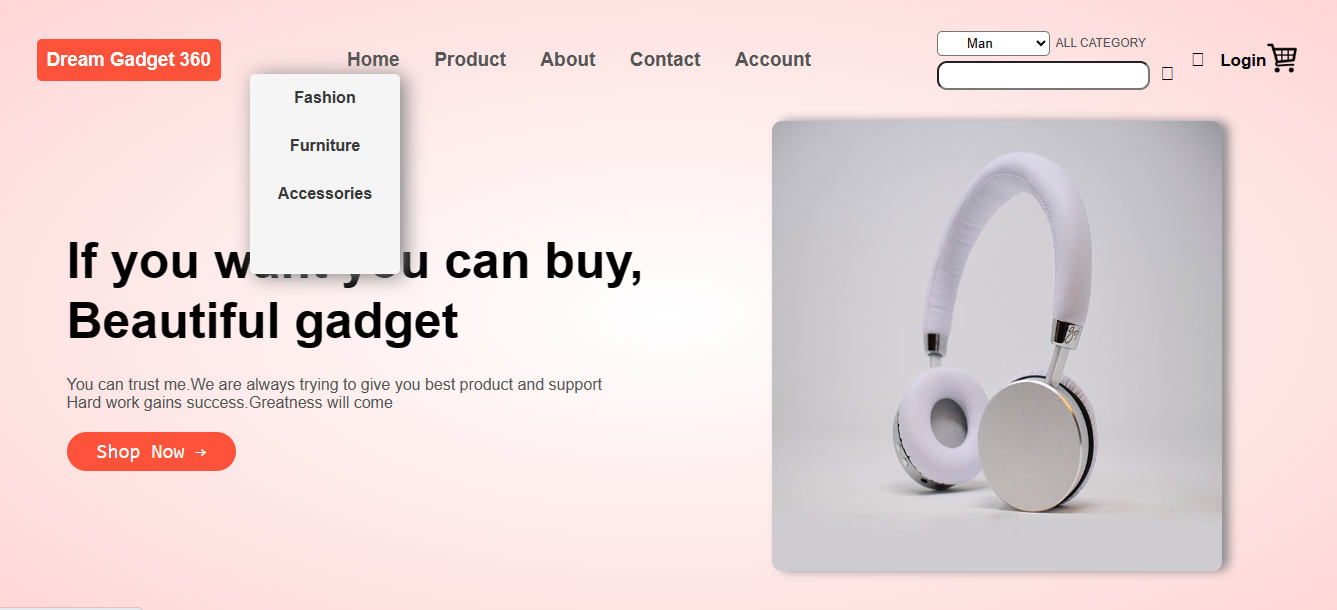 Dream Gadget 360
Home Product About Contact Account
Man ALL CATEGORY
Login
Fashion
Furniture
Accessories
If you want you can buy,
Beautiful gadget
You can trust me.We are always trying to give you best product and support
Hard work gains success.Greatness will come
Shop Now →